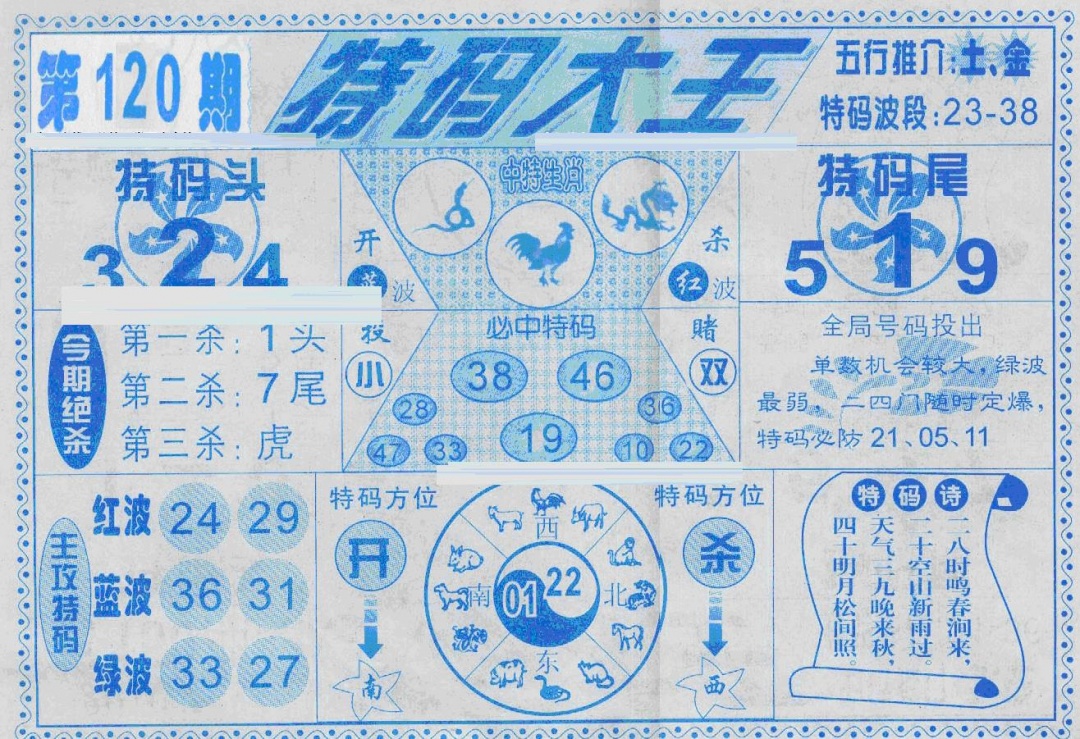 第120期
特码大王
五行推介:土、金
特码波段:23-38
特码头
3 2 4
中特生肖
开
蓝
波
杀
红
波
特码尾
5 1 9
今期绝杀
第一杀: 1头
第二杀: 7尾
第三杀: 虎
投
小
必中特码
38 46
28 36
19
47 33 10 22
赌
双
全局号码投出
单数机会较大,绿波
最弱，二四门随时定爆，
特码必防21、05、11
主攻特码
红波 24 29
蓝波 36 31
绿波 33 27
特码方位
开
南
西
南
北
东
01 22
特码方位
杀
西
特码诗
二八时鸣春涧来，
二十空山新雨过。
天气三九晚来秋，
四十明月松间照。